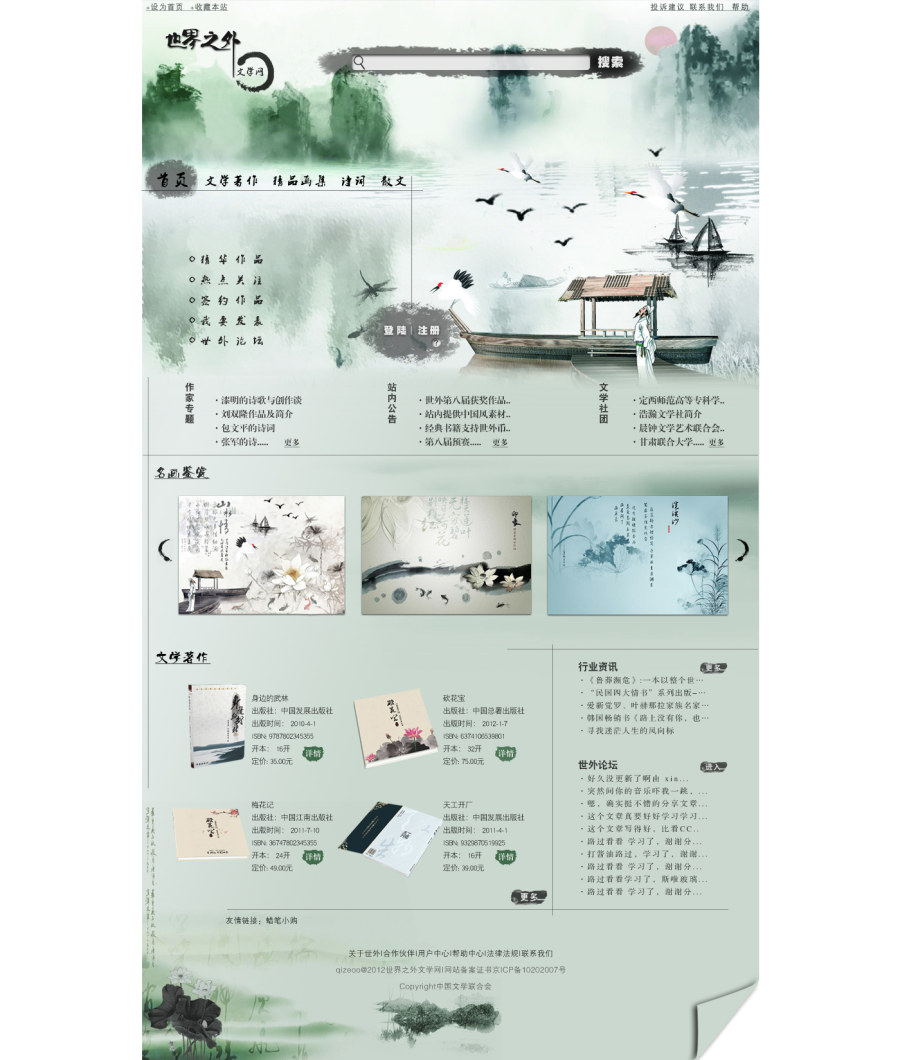 +设为首页 +收藏本站
投诉建议 联系我们 帮助
世界之外
文学网
搜索
首页 文学著作 精品画集 诗词 散文
精华作品
热点关注
签约作品
我要发表
世外论坛
登陆 | 注册
作家专题
· 漆明的诗歌与创作谈
· 刘双隆作品及简介
· 包文平的诗词
· 张军的诗..... 更多
站内公告
· 世外第八届获奖作品..
· 站内提供中国风素材..
· 经典书籍支持世外币..
· 第八届预赛..... 更多
文学社团
· 定西师范高等专科学..
· 浩瀚文学社简介
· 晨钟文学艺术联合会..
· 甘肃联合大学..... 更多
名画鉴赏
印象
浣溪沙
文学著作
身边的武林
出版社: 中国发展出版社
出版时间: 2010-4-1
ISBN: 9787802345355
开本: 16开
定价: 35.00元
详情
砍花宝
出版社: 中国总署出版社
出版时间: 2012-1-7
ISBN: 6374106539801
开本: 32开
定价: 75.00元
详情
梅花记
出版社: 中国江商出版社
出版时间: 2011-7-10
ISBN: 36747802345355
开本: 24开
定价: 49.00元
详情
天工开厂
出版社: 中国发展出版社
出版时间: 2011-4-1
ISBN: 9329870519925
开本: 16开
定价: 39.00元
详情
更多
行业资讯 更多
· 《鲁莽濒危》:一本以整个世…
· “民国四大情书”系列出版-…
· 爱新觉罗、叶赫那拉家族名家…
· 韩国畅销书《路上没有你，也…
· 寻找迷茫人生的风向标
世外论坛 进入
· 好久没更新了啊曲 xin...
· 突然间你的音乐吓我一跳，...
· 嗯，确实挺不错的分享文章...
· 这个文章真要好好学习学习...
· 这个文章写得好，比看CC..
· 路过看看 学习了，谢谢分...
· 打酱油路过，学习了，谢谢...
· 路过看看 学习了，谢谢分...
· 路过看看学习了，斯唯玻璃...
· 路过看看 学习了，谢谢分...
友情链接: 蜡笔小购
关于世外|合作伙伴|用户中心|帮助中心|法律法规|联系我们
qizeoo@2012世界之外文学网|网站备案证书京ICP备10202007号
Copyright中国文学联合会